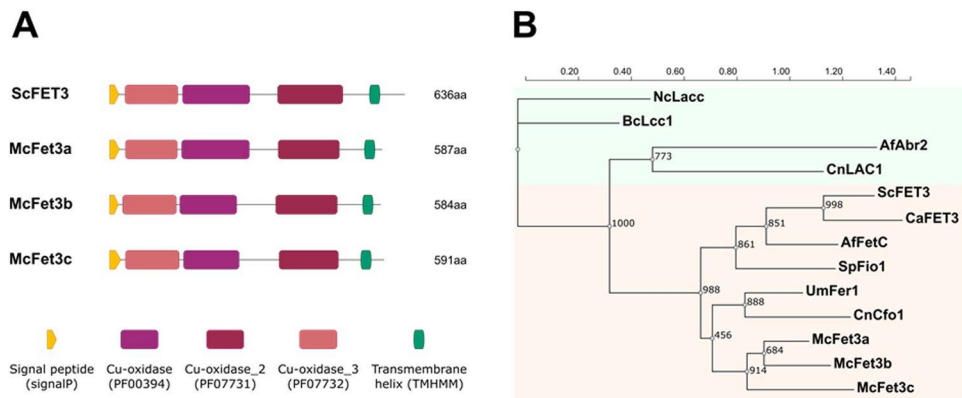 A
ScFET3
636aa
McFet3a
587aa
McFet3b
584aa
McFet3c
591aa
Signal peptide
(signalP)
Cu-oxidase
(PF00394)
Cu-oxidase_2
(PF07731)
Cu-oxidase_3
(PF07732)
Transmembrane
helix (TMHMM)
B
0.20 0.40 0.60 0.80 1.00 1.20 1.40
NcLacc
BcLcc1
AfAbr2
773
CnLAC1
ScFET3
998
CaFET3
851
1000
AfFetC
861
SpFio1
988
UmFer1
888
CnCfo1
456
McFet3a
684
McFet3b
914
McFet3c